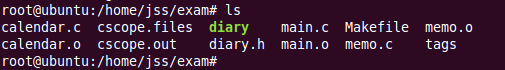 root@ubuntu:/home/jss/exam# ls
calendar.c cscope.files diary main.c Makefile memo.o
calendar.o cscope.out diary.h main.o memo.c tags
root@ubuntu:/home/jss/exam#